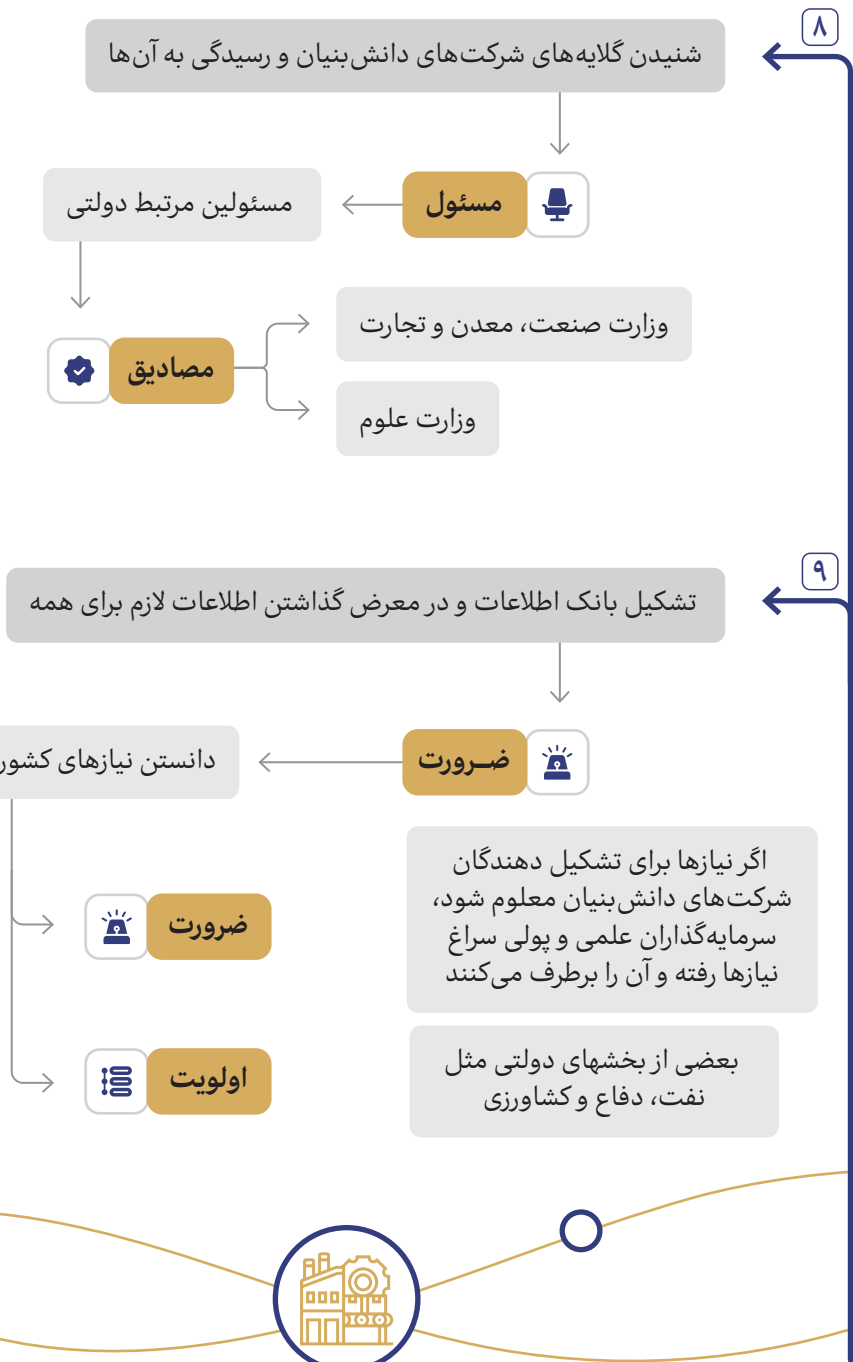 ۸
شنیدن گلایه‌های شرکت‌های دانش‌بنیان و رسیدگی به آن‌ها
مسئول
مسئولین مرتبط دولتی
مصادیق
وزارت صنعت، معدن و تجارت
وزارت علوم
۹
تشکیل بانک اطلاعات و در معرض گذاشتن اطلاعات لازم برای همه
ضــرورت
دانستن نیازهای کشور
ضرورت
اگر نیازها برای تشکیل دهندگان
شرکت‌های دانش‌بنیان معلوم شود،
سرمایه‌گذاران علمی و پولی سراغ
نیازها رفته و آن را برطرف می‌کنند
اولویت
بعضی از بخشهای دولتی مثل
نفت، دفاع و کشاورزی